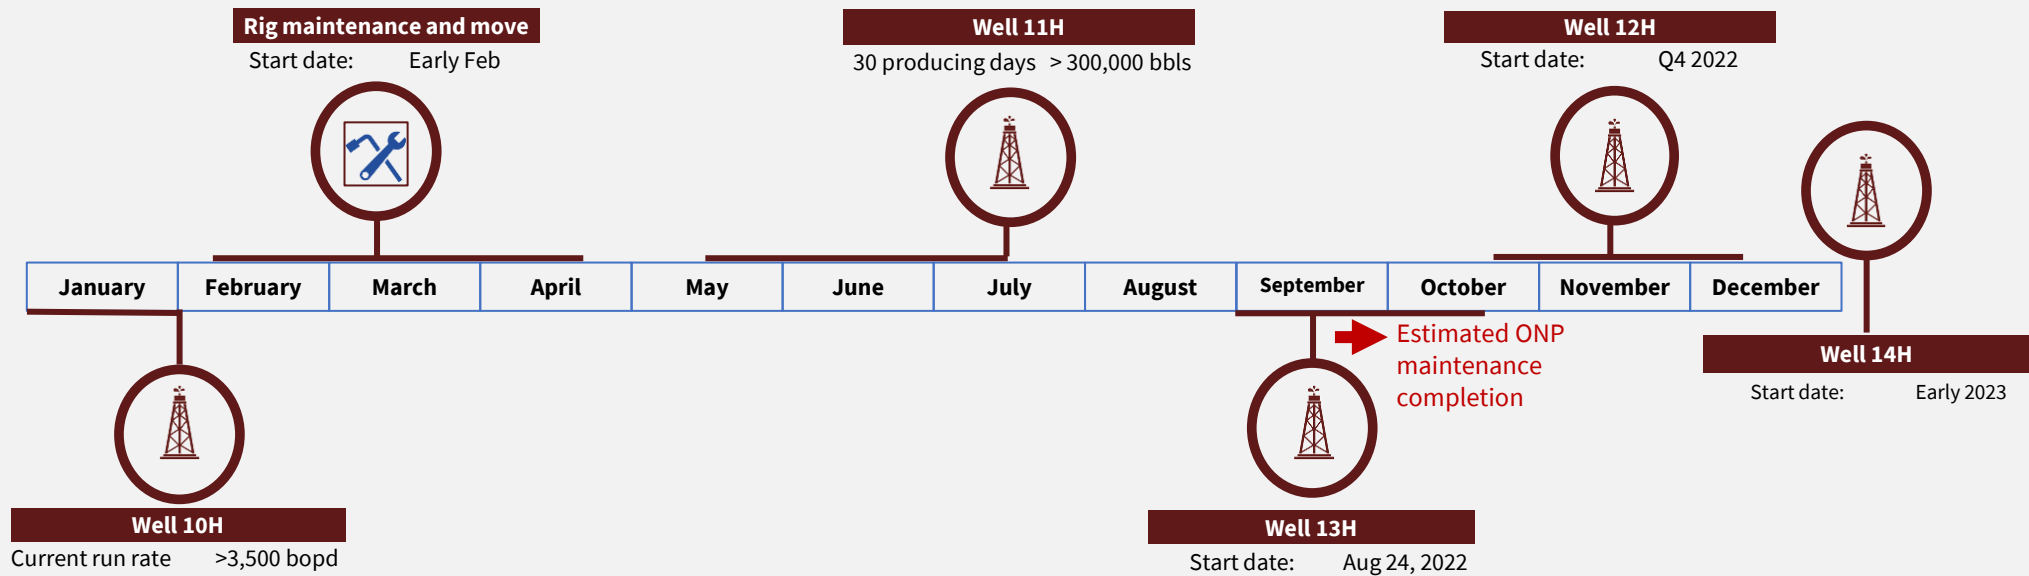 Rig maintenance and move
Start date: Early Feb
Well 11H
30 producing days > 300,000 bbls
Well 12H
Start date: Q4 2022
January February March April May June July August September October November December
Estimated ONP
maintenance
completion
Well 14H
Start date: Early 2023
Well 10H
Current run rate >3,500 bopd
Well 13H
Start date: Aug 24, 2022